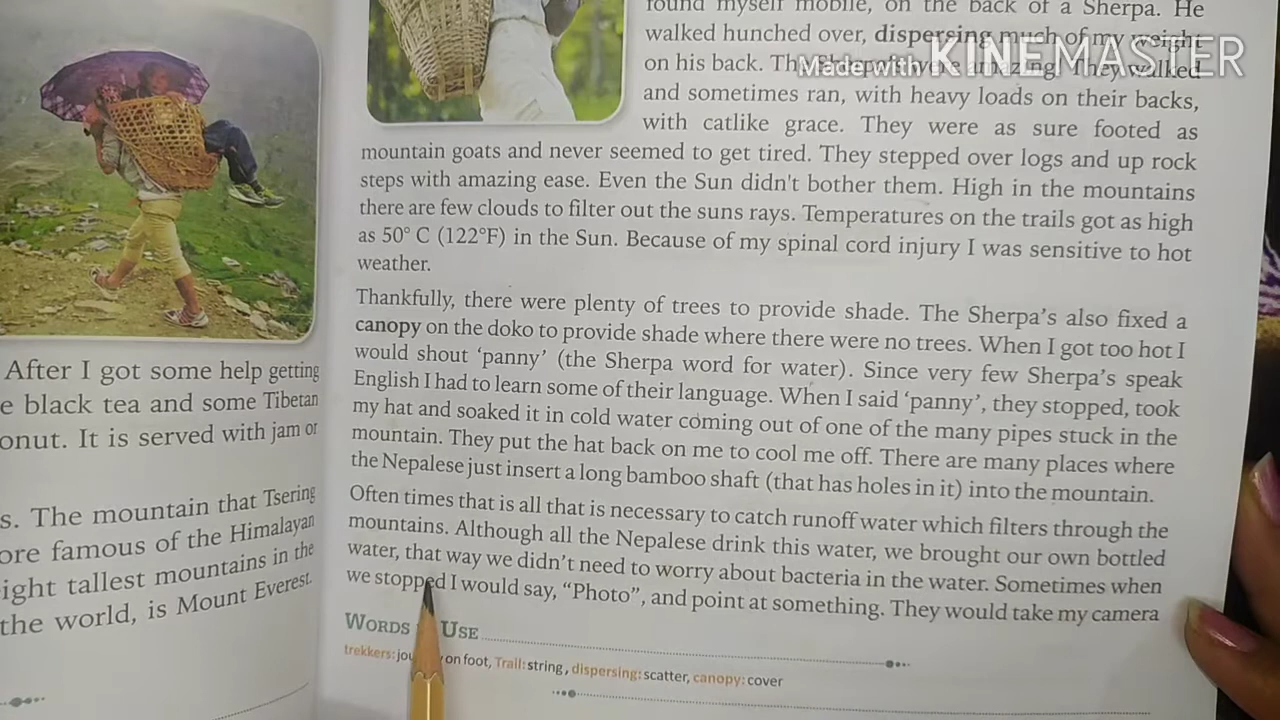 After I got some help getting
e black tea and some Tibetan
onut. It is served with jam or
s. The mountain that Tsering
ore famous of the Himalayan
ight tallest mountains in the
the world, is Mount Everest.
found myself mobile, on the back of a Sherpa. He
walked hunched over, dispersing much of my weight
on his back. The Sherpa's were amazing! They walked
and sometimes ran, with heavy loads on their backs,
with catlike grace. They were as sure footed as
mountain goats and never seemed to get tired. They stepped over logs and up rock
steps with amazing ease. Even the Sun didn't bother them. High in the mountains
there are few clouds to filter out the suns rays. Temperatures on the trails got as high
as 50° C (122°F) in the Sun. Because of my spinal cord injury I was sensitive to hot
weather.
Thankfully, there were plenty of trees to provide shade. The Sherpa's also fixed a
canopy on the doko to provide shade where there were no trees. When I got too hot I
would shout 'panny' (the Sherpa word for water). Since very few Sherpa's speak
English I had to learn some of their language. When I said 'panny', they stopped, took
my hat and soaked it in cold water coming out of one of the many pipes stuck in the
mountain. They put the hat back on me to cool me off. There are many places where
the Nepalese just insert a long bamboo shaft (that has holes in it) into the mountain.
Often times that is all that is necessary to catch runoff water which filters through the
mountains. Although all the Nepalese drink this water, we brought our own bottled
water, that way we didn't need to worry about bacteria in the water. Sometimes when
we stopped I would say, "Photo", and point at something. They would take my camera
WORDS USE
trekkers: on foot, Trail: string, dispersing: scatter, canopy: cover
Made with KINEMASTER